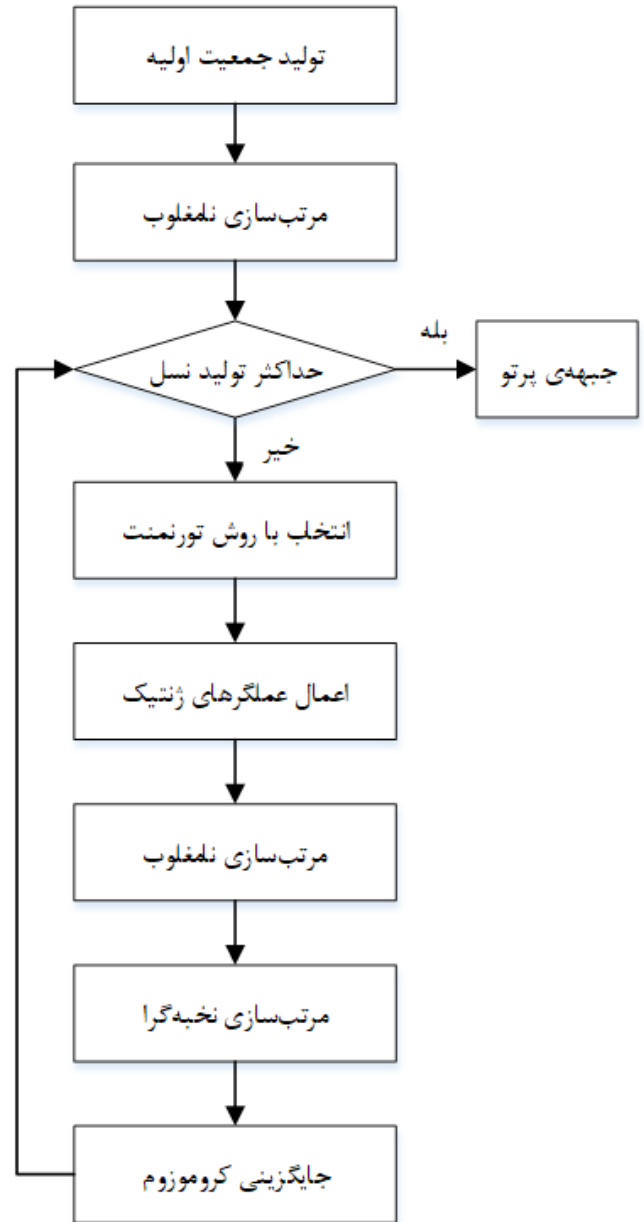 تولید جمعیت اولیه
مرتب‌سازی نامغلوب
حداکثر تولید نسل
بله
جبهه‌ی پرتو
خیر
انتخاب با روش تورنمنت
اعمال عملگرهای ژنتیک
مرتب‌سازی نامغلوب
مرتب‌سازی نخبه‌گرا
جایگزینی کروموزوم